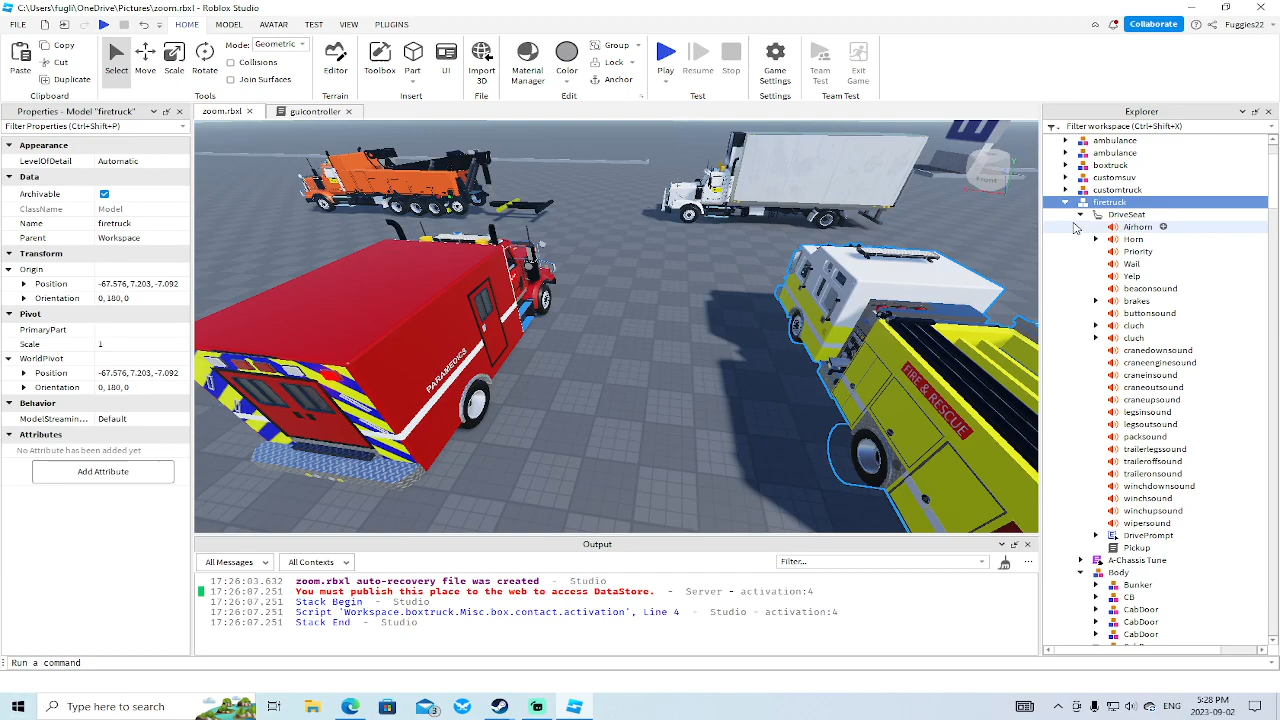 C:\Users\fugli\OneDrive\Pictures\zoom.rbxl - Roblox Studio
FILE HOME MODEL AVATAR TEST VIEW PLUGINS Collaborate Fuggies22
Paste Copy Cut Duplicate Select Move Scale Rotate Mode: Geometric Collisions Join Surfaces Editor Toolbox Part UI Import 3D Material Manager Color Group Lock Anchor Play Resume Stop Game Settings Team Test Exit Game
Clipboard Tools Terrain Insert File Edit Test Settings Team Test
Properties - Model "firetruck"
Filter Properties (Ctrl+Shift+P)
Appearance
LevelOfDetail Automatic
Data
Archivable
ClassName Model
Name firetruck
Parent Workspace
Transform
Origin
Position -67.576, 7.203, -7.092
Orientation 0, 180, 0
Pivot
PrimaryPart
Scale 1
WorldPivot
Position -67.576, 7.203, -7.092
Orientation 0, 180, 0
Behavior
ModelStreamin... Default
Attributes
No Attribute has been added yet
Add Attribute
zoom.rbxl guicontroller
Front
PARAMEDICS
FIRE & RESCUE
Output
All Messages All Contexts Filter...
17:26:03.632 zoom.rbxl auto-recovery file was created - Studio
17:26:07.251 You must publish this place to the web to access DataStore. - Server - activation:4
17:26:07.251 Stack Begin - Studio
17:26:07.251 Script 'Workspace.boxtruck.Misc.box.contact.activation', Line 4 - Studio - activation:4
17:26:07.251 Stack End - Studio
Explorer
Filter workspace (Ctrl+Shift+X)
ambulance
ambulance
boxtruck
customsuv
customtruck
firetruck
DriveSeat
Airhorn
Horn
Priority
Wail
Yelp
beaconsound
brakes
buttonsound
cluch
cluch
cranedownsound
craneenginesound
craneinsound
craneoutsound
craneupsound
legsinsound
legsoutsound
packsound
trailerlegssound
traileroffsound
traileronsound
winchdownsound
winchsound
winchupsound
wipersound
DrivePrompt
Pickup
A-Chassis Tune
Body
Bunker
CB
CabDoor
CabDoor
CabDoor
Run a command
Type here to search
5:28 PM
2023-09-02